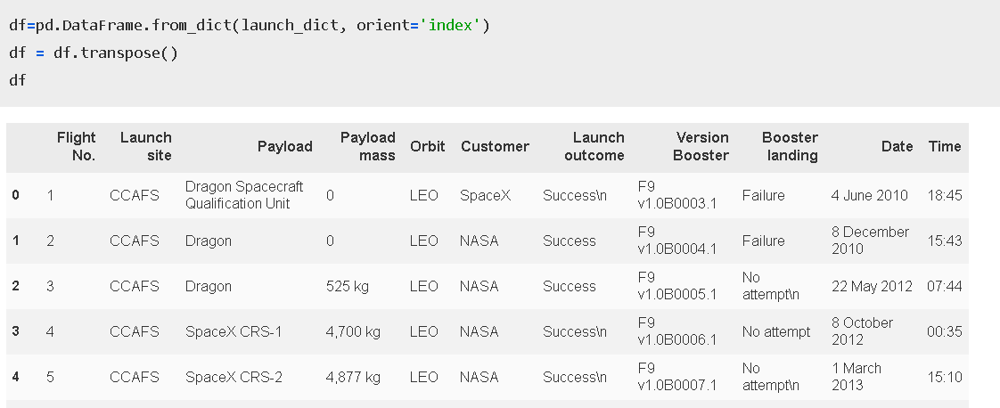 df=pd.DataFrame.from_dict(launch_dict, orient='index')
df = df.transpose()
df
Flight No. Launch site Payload Payload mass Orbit Customer Launch outcome Version Booster Booster landing Date Time
0 1 CCAFS Dragon Spacecraft Qualification Unit 0 LEO SpaceX Success\n F9 v1.0B0003.1 Failure 4 June 2010 18:45
1 2 CCAFS Dragon 0 LEO NASA Success F9 v1.0B0004.1 Failure 8 December 2010 15:43
2 3 CCAFS Dragon 525 kg LEO NASA Success F9 v1.0B0005.1 No attempt\n 22 May 2012 07:44
3 4 CCAFS SpaceX CRS-1 4,700 kg LEO NASA Success\n F9 v1.0B0006.1 No attempt 8 October 2012 00:35
4 5 CCAFS SpaceX CRS-2 4,877 kg LEO NASA Success\n F9 v1.0B0007.1 No attempt\n 1 March 2013 15:10